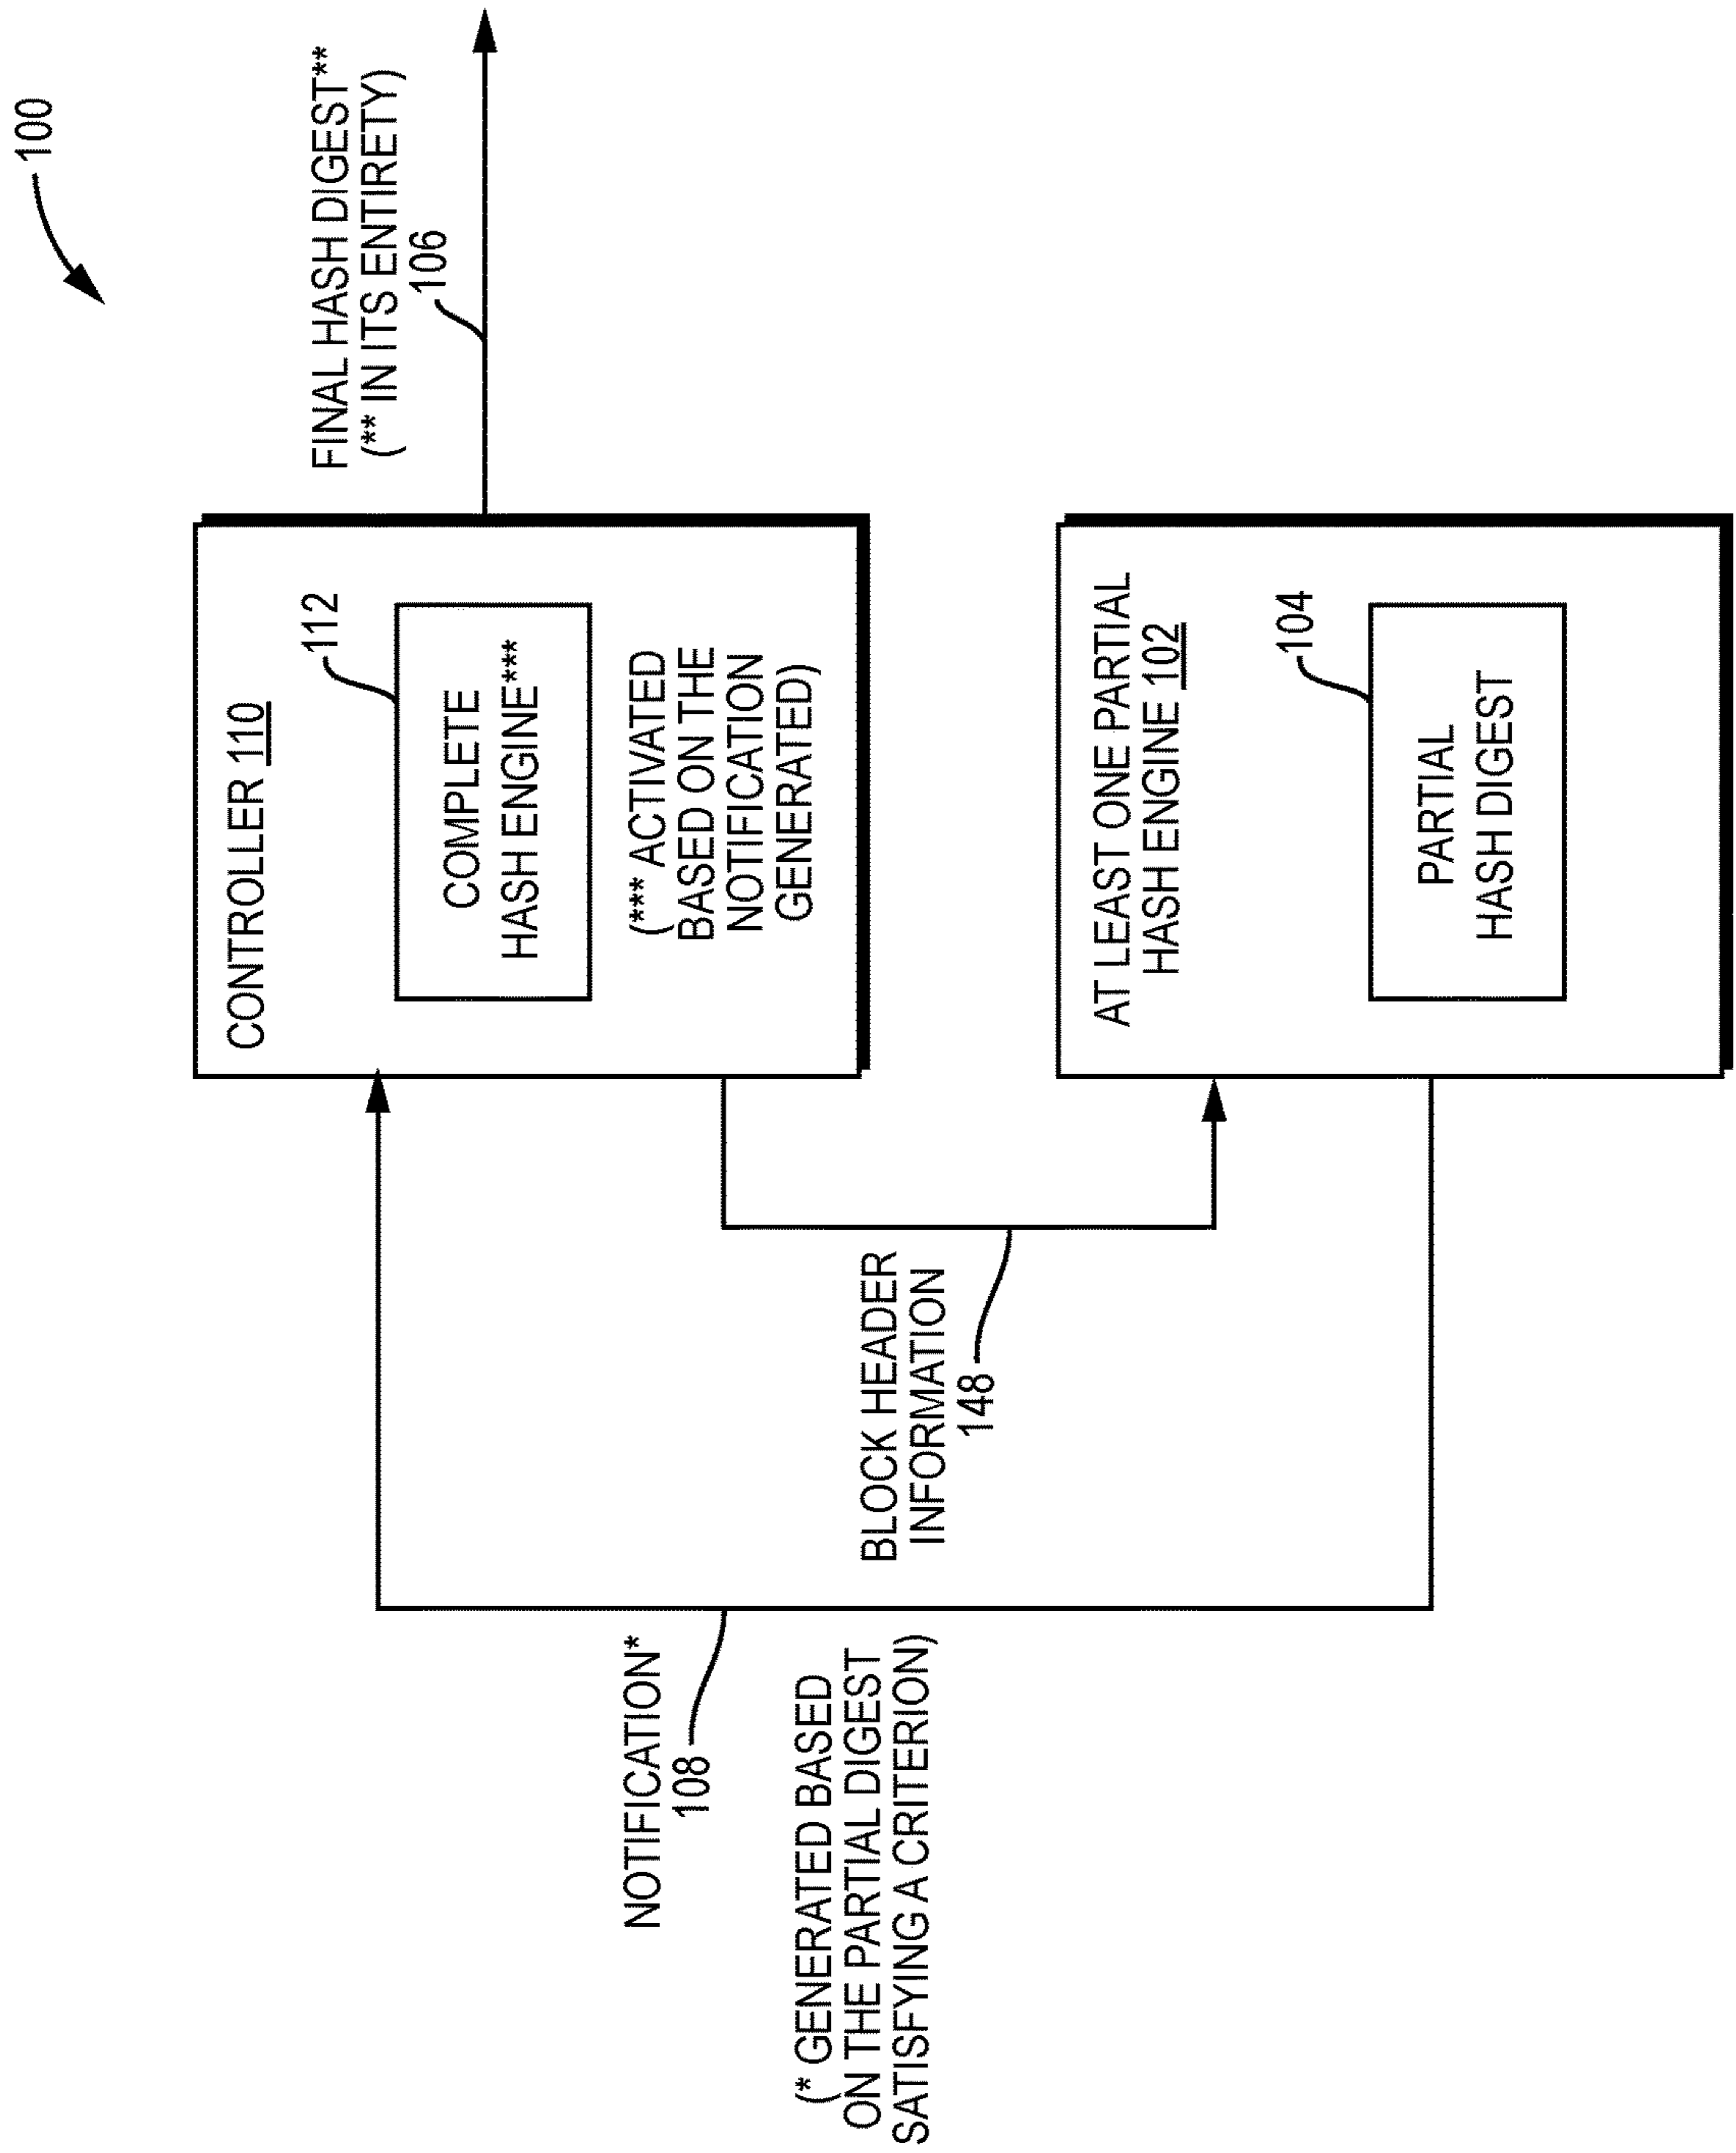 100
FINAL HASH DIGEST**
(** IN ITS ENTIRETY)
106
CONTROLLER 110
112
COMPLETE
HASH ENGINE***
(*** ACTIVATED
BASED ON THE
NOTIFICATION
GENERATED)
NOTIFICATION*
108
(* GENERATED BASED
ON THE PARTIAL DIGEST
SATISFYING A CRITERION)
BLOCK HEADER
INFORMATION
148
AT LEAST ONE PARTIAL
HASH ENGINE 102
104
PARTIAL
HASH DIGEST